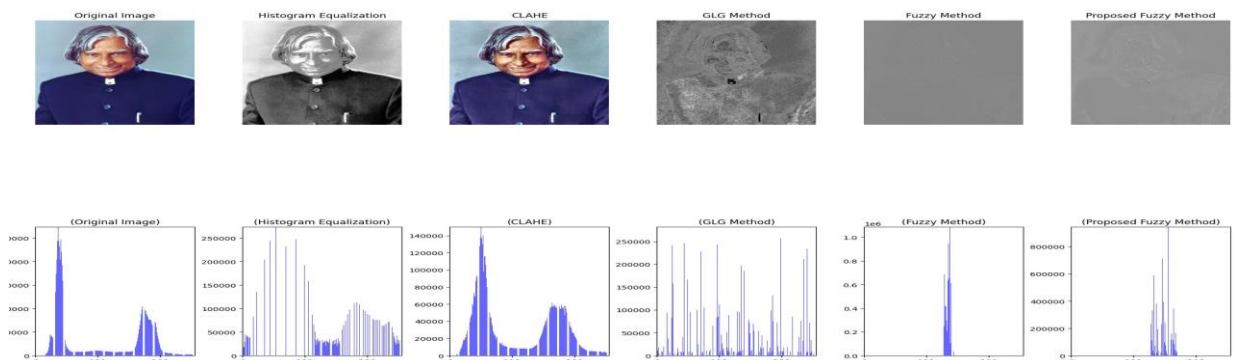 Original Image
Histogram Equalization
CLAHE
GLG Method
Fuzzy Method
Proposed Fuzzy Method
(Original Image)
(Histogram Equalization)
(CLAHE)
(GLG Method)
(Fuzzy Method)
(Proposed Fuzzy Method)
250000
200000
150000
100000
50000
0
140000
120000
100000
80000
60000
40000
20000
0
250000
200000
150000
100000
50000
0
1e6
1.0
0.8
0.6
0.4
0.2
0.0
800000
600000
400000
200000
0